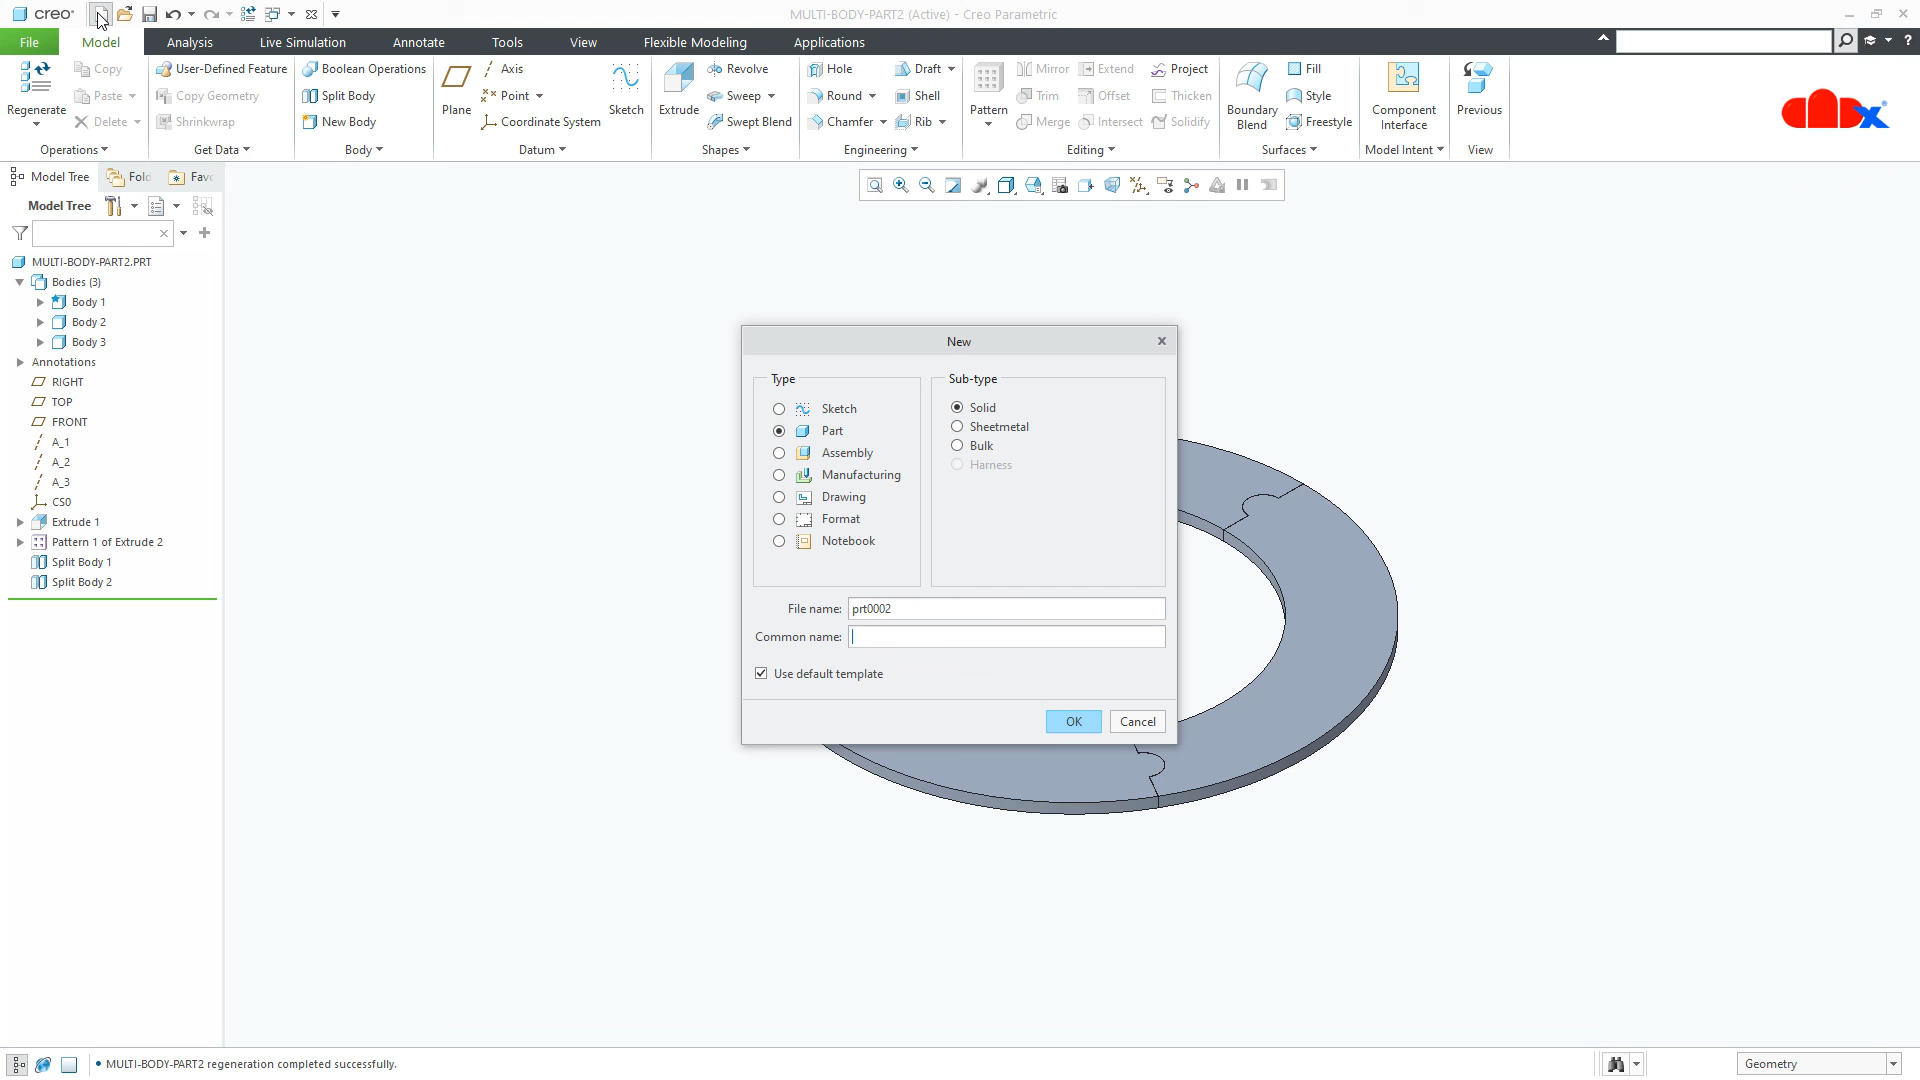 creo
MULTI-BODY-PART2 (Active) - Creo Parametric
File Model Analysis Live Simulation Annotate Tools View Flexible Modeling Applications
Regenerate
Copy
Paste
Delete
Operations
User-Defined Feature
Copy Geometry
Shrinkwrap
Get Data
Boolean Operations
Split Body
New Body
Body
Plane
Axis
Point
Coordinate System
Sketch
Datum
Extrude
Revolve
Sweep
Swept Blend
Shapes
Hole
Round
Chamfer
Draft
Shell
Rib
Engineering
Pattern
Mirror
Trim
Merge
Extend
Offset
Intersect
Project
Thicken
Solidify
Editing
Boundary
Blend
Fill
Style
Freestyle
Surfaces
Component
Interface
Model Intent
Previous
View
Model Tree Fold Fav
Model Tree
MULTI-BODY-PART2.PRT
Bodies (3)
Body 1
Body 2
Body 3
Annotations
RIGHT
TOP
FRONT
A_1
A_2
A_3
CS0
Extrude 1
Pattern 1 of Extrude 2
Split Body 1
Split Body 2
New
Type
Sketch
Part
Assembly
Manufacturing
Drawing
Format
Notebook
Sub-type
Solid
Sheetmetal
Bulk
Harness
File name: prt0002
Common name:
Use default template
OK Cancel
• MULTI-BODY-PART2 regeneration completed successfully.
Geometry